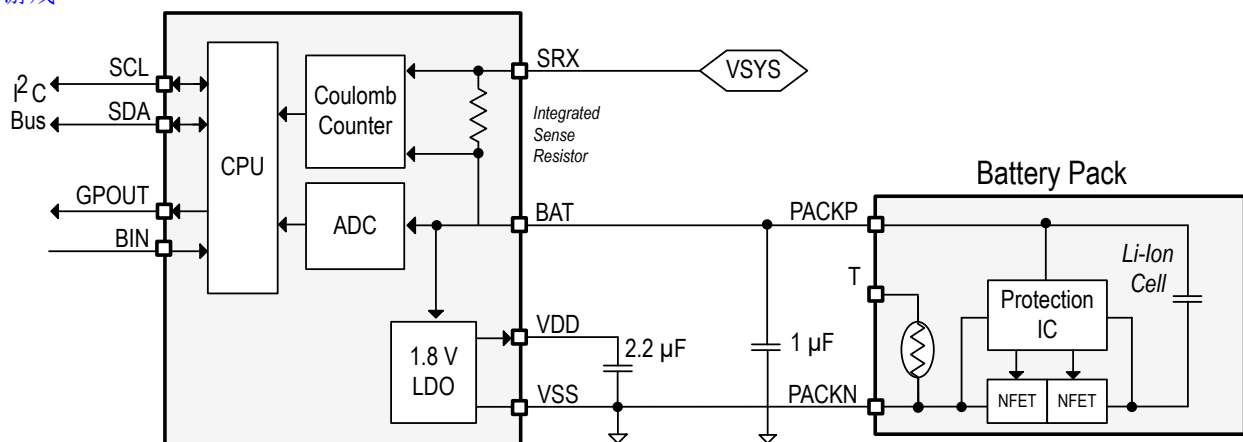 SCL
I2C
Bus
SDA
GPOUT
BIN
CPU
Coulomb
Counter
ADC
1.8 V
LDO
SRX
VSYS
Integrated
Sense
Resistor
BAT
VDD
2.2 µF
VSS
1 µF
Battery Pack
PACKP
T
PACKN
Protection
IC
Li-Ion
Cell
NFET
NFET